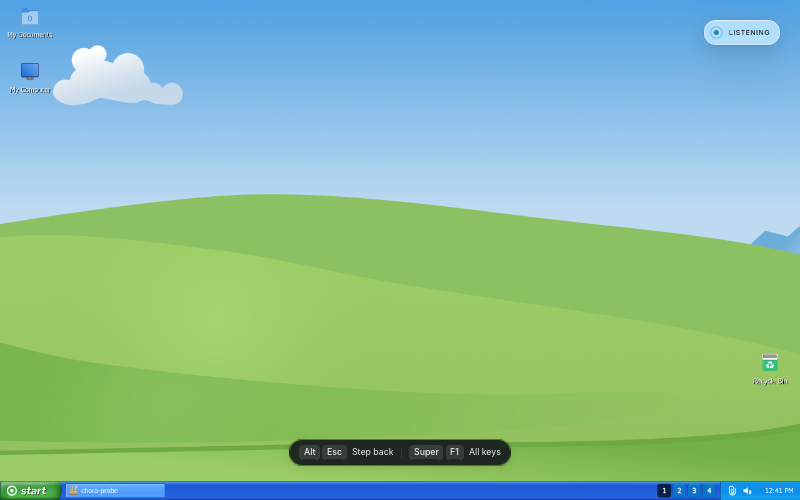 My Documents
LISTENING
My Computer
Recycle Bin
Alt Esc Step back Super F1 All keys
start chora-probe 1 2 3 4 12:41 PM